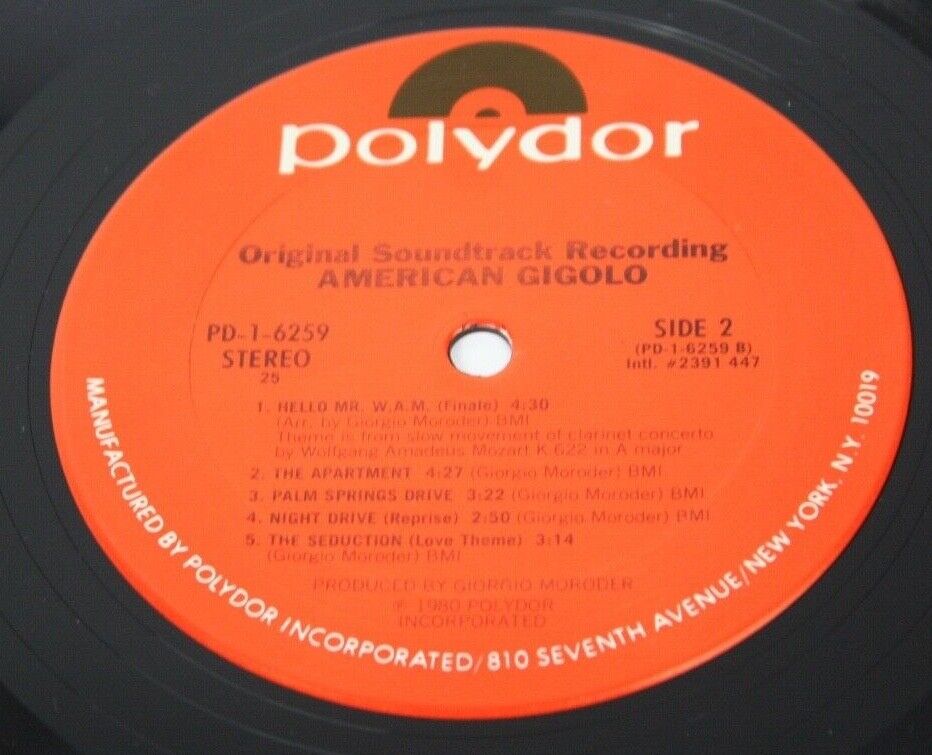 polydor
Original Soundtrack Recording
AMERICAN GIGOLO
PD-1-6259
STEREO
25
SIDE 2
(PD-1-6259 B)
Intl. #2391 447
1. HELLO MR. W.A.M. (Finale) 4:30
(Arr. by Giorgio Moroder) BMI
Theme is from slow movement of clarinet concerto
by Wolfgang Amadeus Mozart K 622 in A major
2. THE APARTMENT 4:27 (Giorgio Moroder) BMI
3. PALM SPRINGS DRIVE 3:22 (Giorgio Moroder) BMI
4. NIGHT DRIVE (Reprise) 2:50 (Giorgio Moroder) BMI
5. THE SEDUCTION (Love Theme) 3:14
(Giorgio Moroder) BMI
PRODUCED BY GIORGIO MORODER
℗ 1980 POLYDOR
INCORPORATED
MANUFACTURED BY POLYDOR INCORPORATED/810 SEVENTH AVENUE/NEW YORK, N.Y. 10019